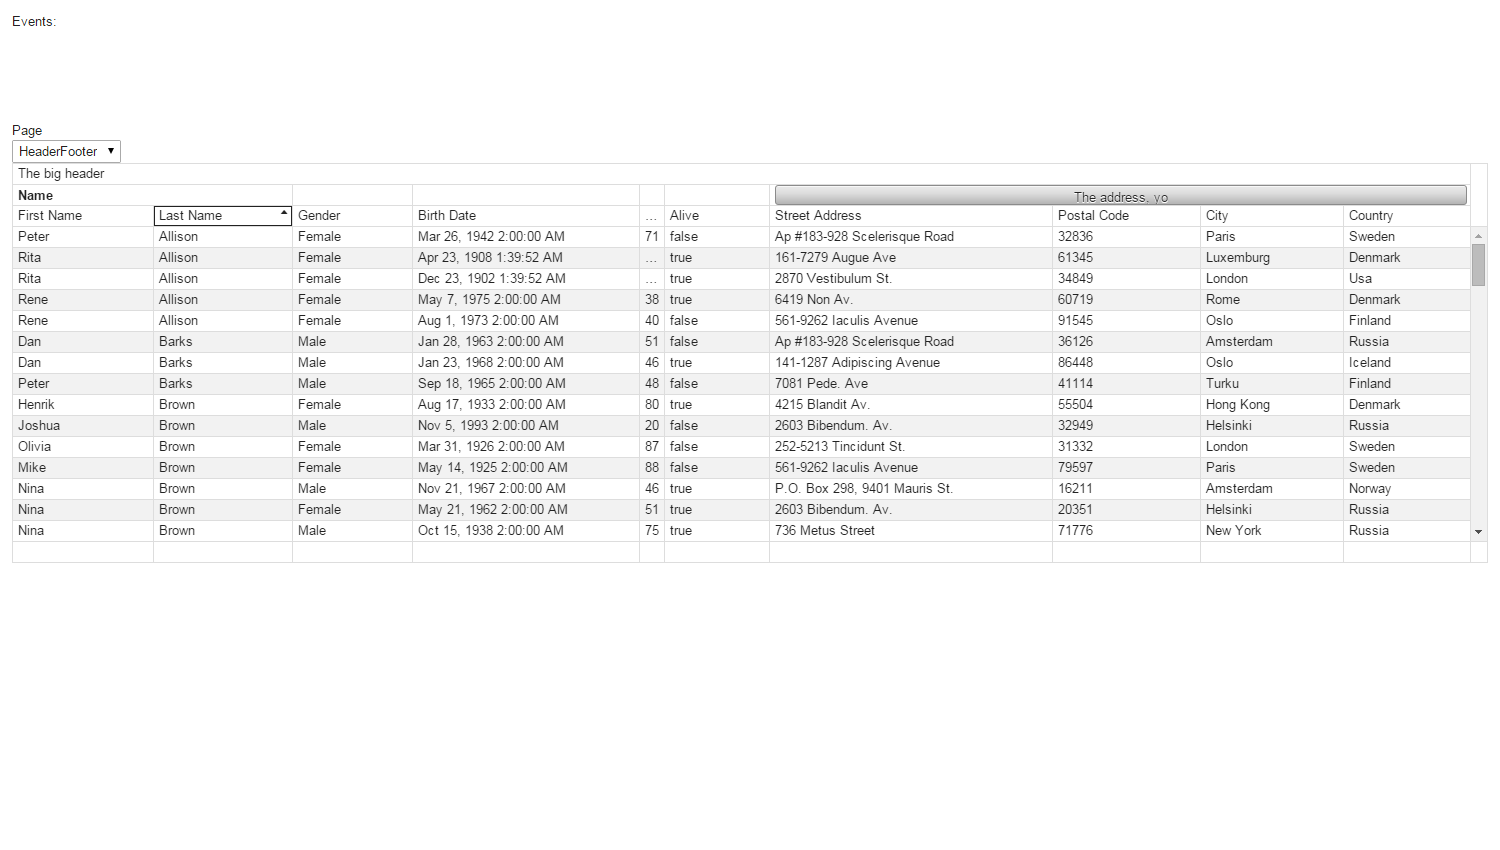 Events:
Page
HeaderFooter
The big header
Name The address, yo
First Name Last Name Gender Birth Date ... Alive Street Address Postal Code City Country
Peter Allison Female Mar 26, 1942 2:00:00 AM 71 false Ap #183-928 Scelerisque Road 32836 Paris Sweden
Rita Allison Female Apr 23, 1908 1:39:52 AM ... true 161-7279 Augue Ave 61345 Luxemburg Denmark
Rita Allison Female Dec 23, 1902 1:39:52 AM ... true 2870 Vestibulum St. 34849 London Usa
Rene Allison Female May 7, 1975 2:00:00 AM 38 true 6419 Non Av. 60719 Rome Denmark
Rene Allison Female Aug 1, 1973 2:00:00 AM 40 false 561-9262 Iaculis Avenue 91545 Oslo Finland
Dan Barks Male Jan 28, 1963 2:00:00 AM 51 false Ap #183-928 Scelerisque Road 36126 Amsterdam Russia
Dan Barks Male Jan 23, 1968 2:00:00 AM 46 true 141-1287 Adipiscing Avenue 86448 Oslo Iceland
Peter Barks Male Sep 18, 1965 2:00:00 AM 48 false 7081 Pede. Ave 41114 Turku Finland
Henrik Brown Female Aug 17, 1933 2:00:00 AM 80 true 4215 Blandit Av. 55504 Hong Kong Denmark
Joshua Brown Male Nov 5, 1993 2:00:00 AM 20 false 2603 Bibendum. Av. 32949 Helsinki Russia
Olivia Brown Female Mar 31, 1926 2:00:00 AM 87 false 252-5213 Tincidunt St. 31332 London Sweden
Mike Brown Female May 14, 1925 2:00:00 AM 88 false 561-9262 Iaculis Avenue 79597 Paris Sweden
Nina Brown Male Nov 21, 1967 2:00:00 AM 46 true P.O. Box 298, 9401 Mauris St. 16211 Amsterdam Norway
Nina Brown Female May 21, 1962 2:00:00 AM 51 true 2603 Bibendum. Av. 20351 Helsinki Russia
Nina Brown Male Oct 15, 1938 2:00:00 AM 75 true 736 Metus Street 71776 New York Russia